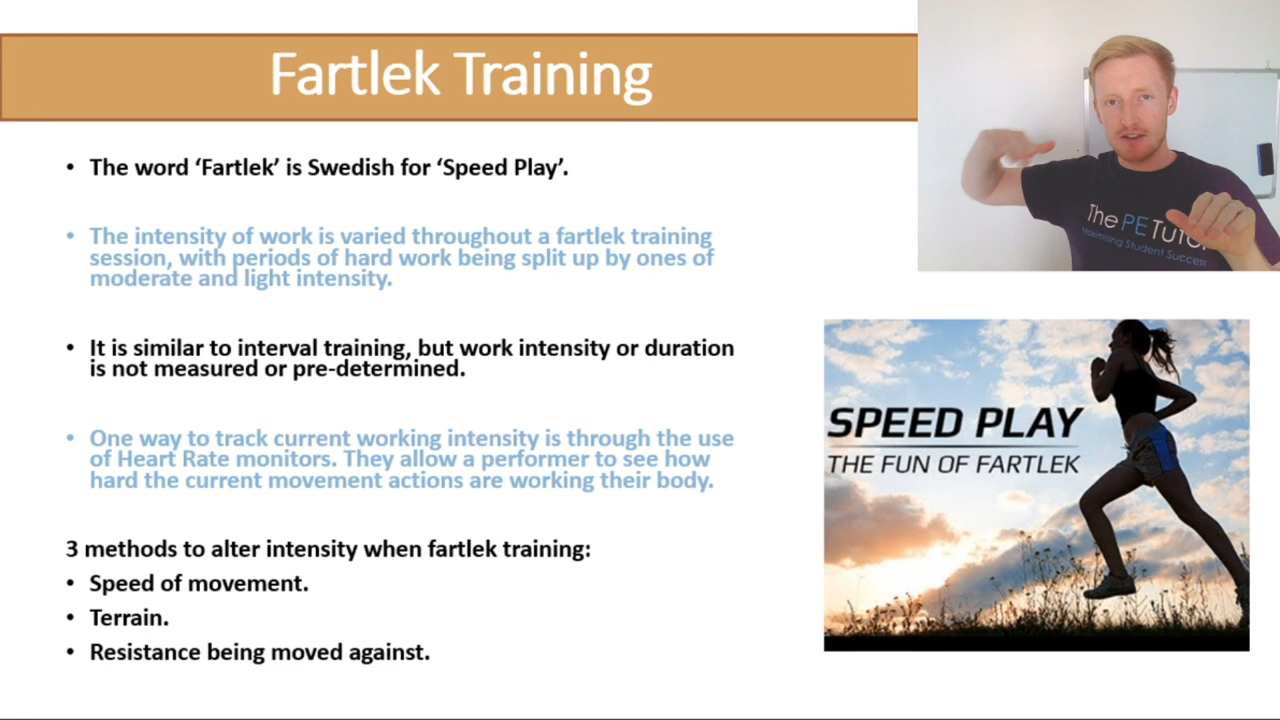 Fartlek Training
• The word ‘Fartlek’ is Swedish for ‘Speed Play’.
• The intensity of work is varied throughout a fartlek training
session, with periods of hard work being split up by ones of
moderate and light intensity.
• It is similar to interval training, but work intensity or duration
is not measured or pre-determined.
• One way to track current working intensity is through the use
of Heart Rate monitors. They allow a performer to see how
hard the current movement actions are working their body.
3 methods to alter intensity when fartlek training:
• Speed of movement.
• Terrain.
• Resistance being moved against.
The PE Tutor
Maximising Student Success
SPEED PLAY
THE FUN OF FARTLEK